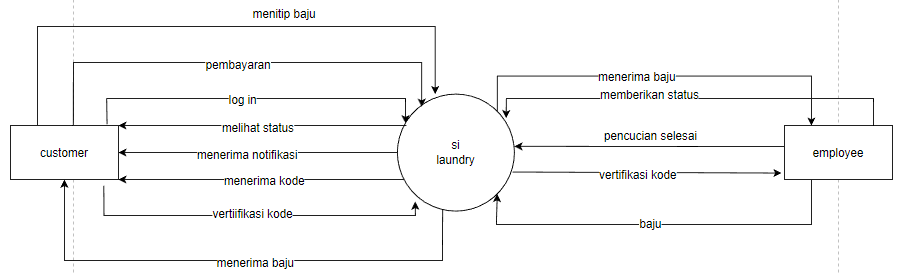 menitip baju
pembayaran
log in
melihat status
menerima notifikasi
menerima kode
vertiifikasi kode
menerima baju
customer
si
laundry
menerima baju
memberikan status
pencucian selesai
vertifikasi kode
baju
employee